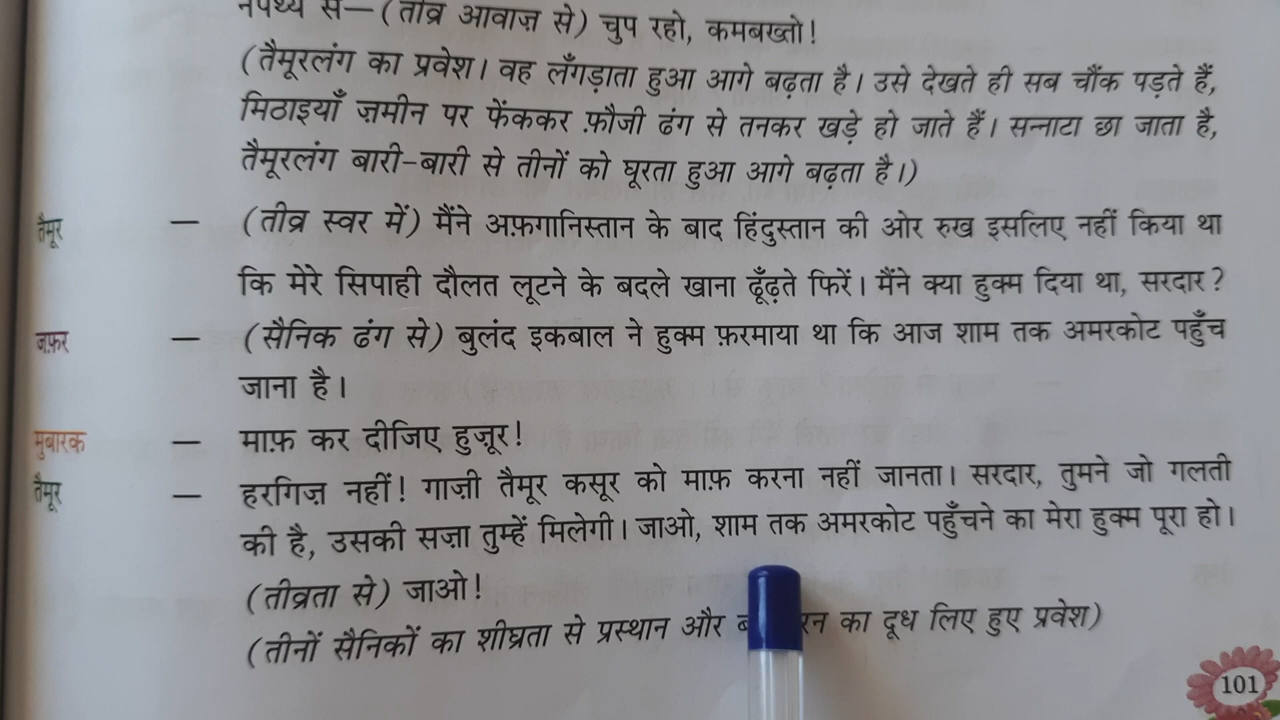 नेपथ्य से—(तीव्र आवाज़ से) चुप रहो, कमबख्तो!
(तैमूरलंग का प्रवेश। वह लँगड़ाता हुआ आगे बढ़ता है। उसे देखते ही सब चौंक पड़ते हैं,
मिठाइयाँ ज़मीन पर फेंककर फ़ौजी ढंग से तनकर खड़े हो जाते हैं। सन्नाटा छा जाता है,
तैमूरलंग बारी-बारी से तीनों को घूरता हुआ आगे बढ़ता है।)
तैमूर — (तीव्र स्वर में) मैंने अफ़गानिस्तान के बाद हिंदुस्तान की ओर रुख इसलिए नहीं किया था
कि मेरे सिपाही दौलत लूटने के बदले खाना ढूँढ़ते फिरें। मैंने क्या हुक्म दिया था, सरदार?
जफ़र — (सैनिक ढंग से) बुलंद इकबाल ने हुक्म फ़रमाया था कि आज शाम तक अमरकोट पहुँच
जाना है।
मुबारक — माफ़ कर दीजिए हुज़ूर!
तैमूर — हरगिज़ नहीं! गाज़ी तैमूर कसूर को माफ़ करना नहीं जानता। सरदार, तुमने जो गलती
की है, उसकी सज़ा तुम्हें मिलेगी। जाओ, शाम तक अमरकोट पहुँचने का मेरा हुक्म पूरा हो।
(तीव्रता से) जाओ!
(तीनों सैनिकों का शीघ्रता से प्रस्थान और का दूध लिए हुए प्रवेश)
101